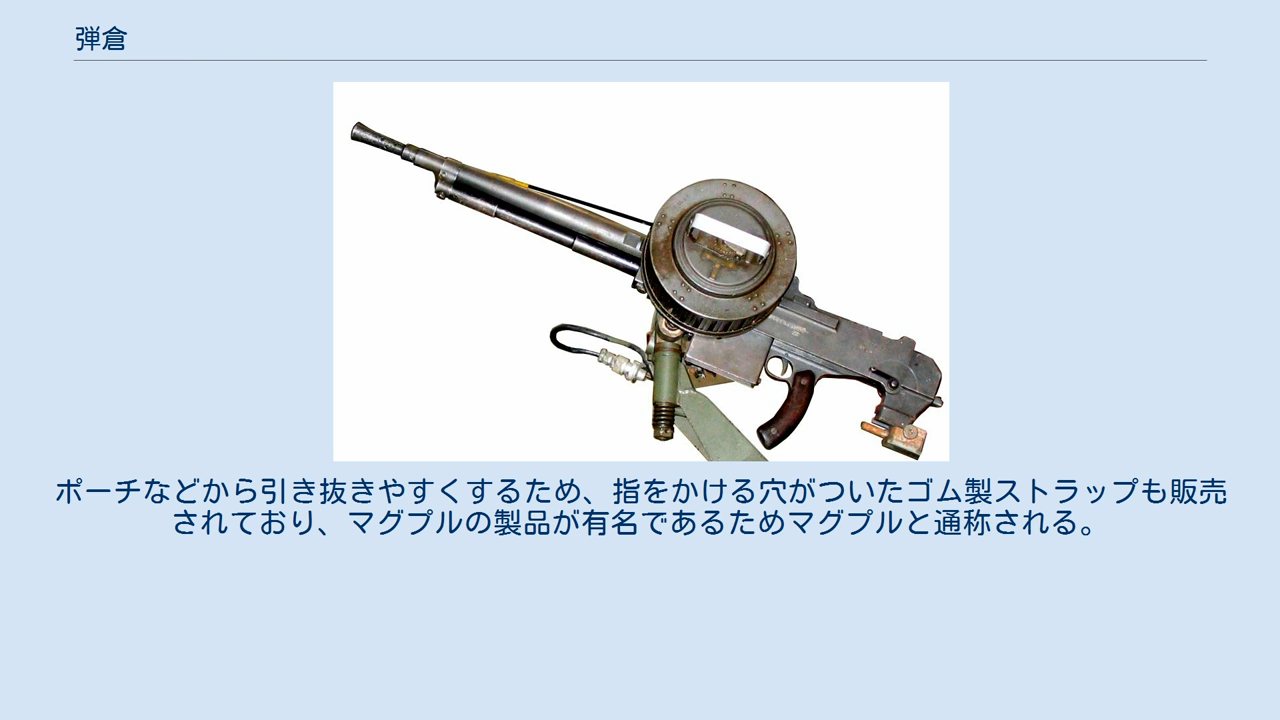 弾倉
ポーチなどから引き抜きやすくするため、指をかける穴がついたゴム製ストラップも販売
されており、マグプルの製品が有名であるためマグプルと通称される。